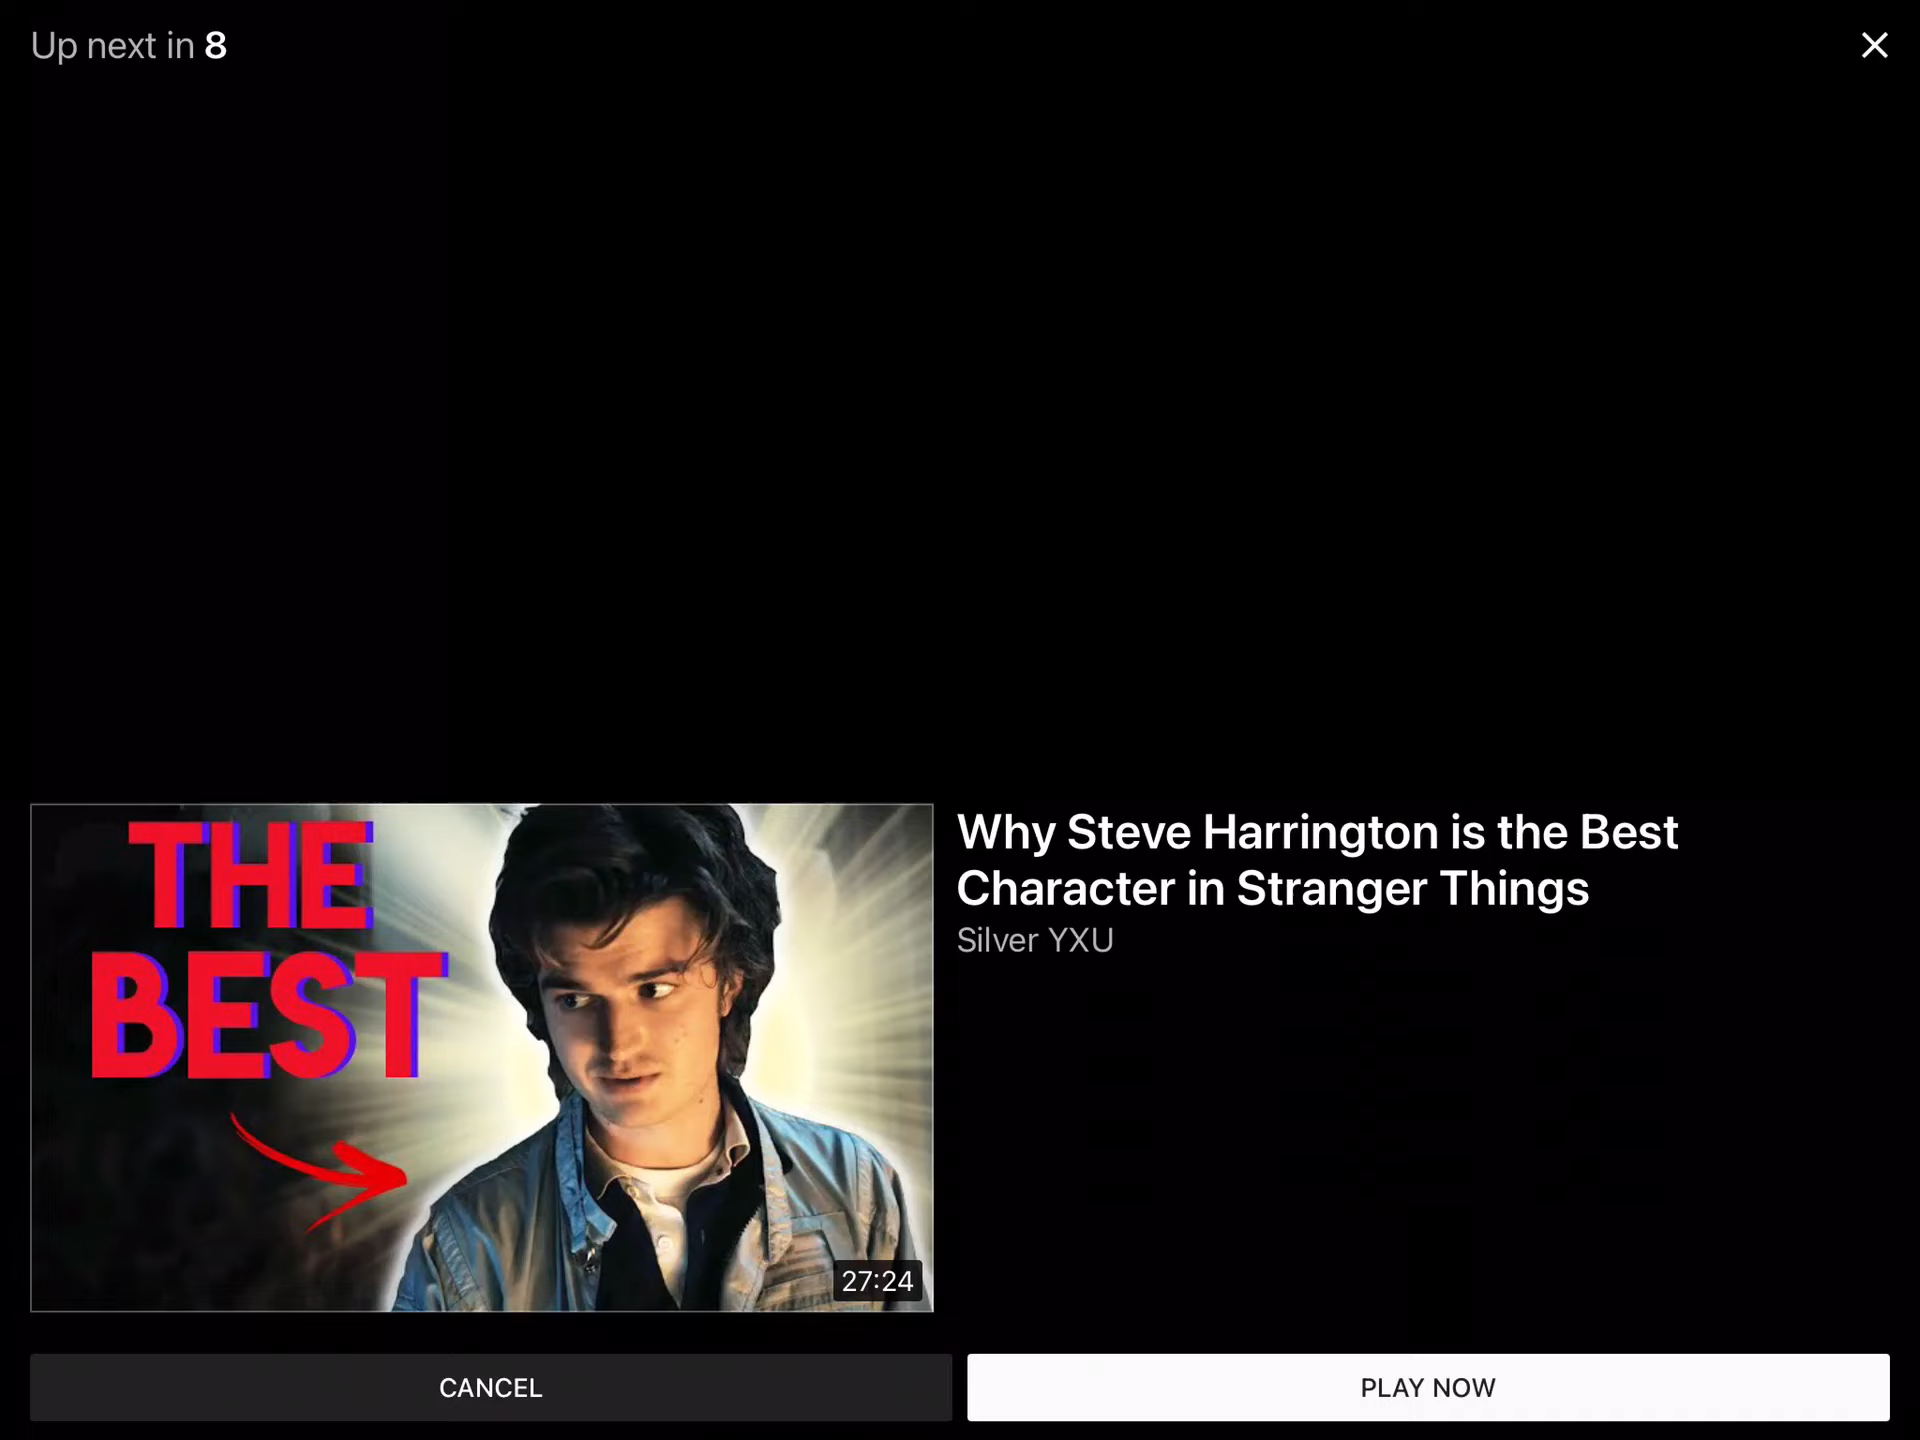 Up next in 8
THE
BEST
27:24
Why Steve Harrington is the Best
Character in Stranger Things
Silver YXU
CANCEL
PLAY NOW